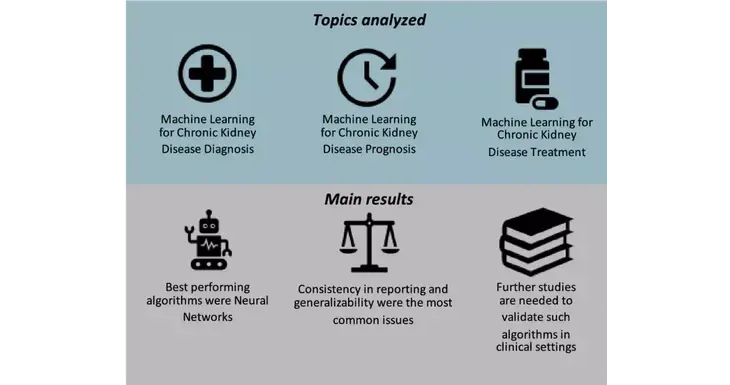 Topics analyzed
Machine Learning
for Chronic Kidney
Disease Diagnosis
Machine Learning
for Chronic Kidney
Disease Prognosis
Machine Learning for
Chronic Kidney
Disease Treatment
Main results
Best performing
algorithms were Neural
Networks
Consistency in reporting and
generalizability were the most
common issues
Further studies
are needed to
validate such
algorithms in
clinical settings